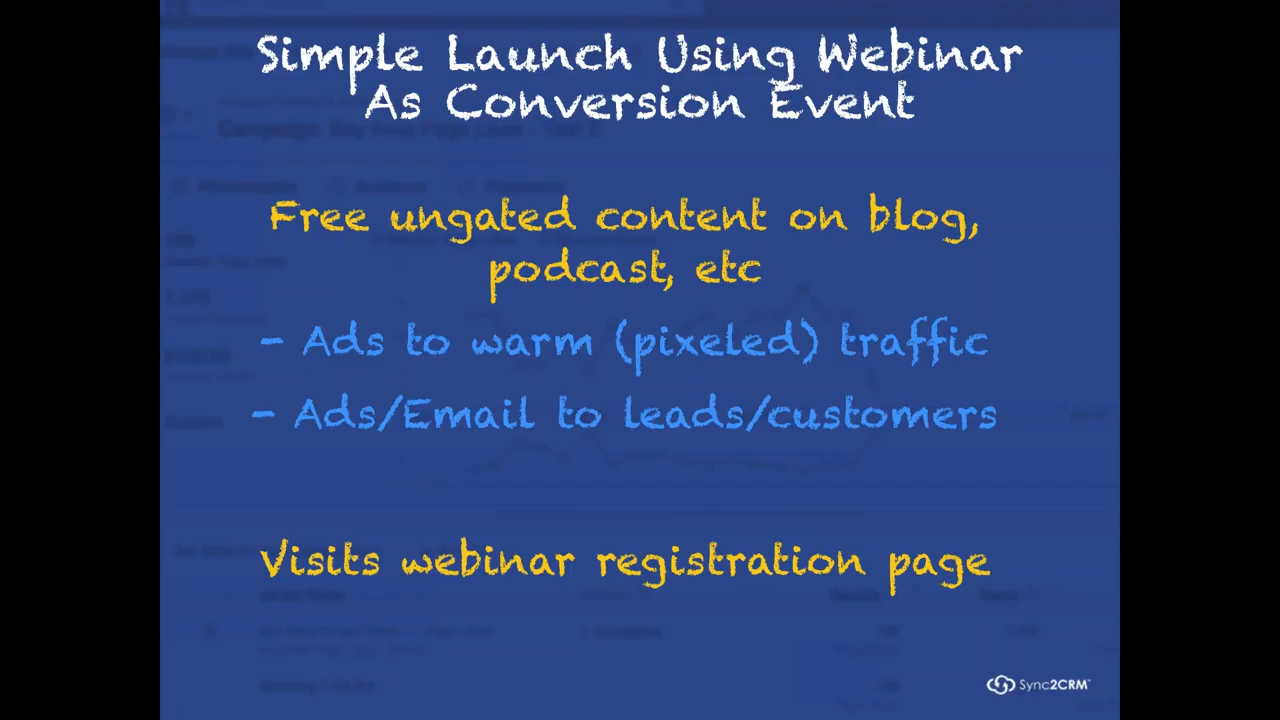 Simple Launch Using Webinar
As Conversion Event
Free ungated content on blog,
podcast, etc
- Ads to warm (pixeled) traffic
- Ads/Email to leads/customers
Visits webinar registration page
Sync2CRM